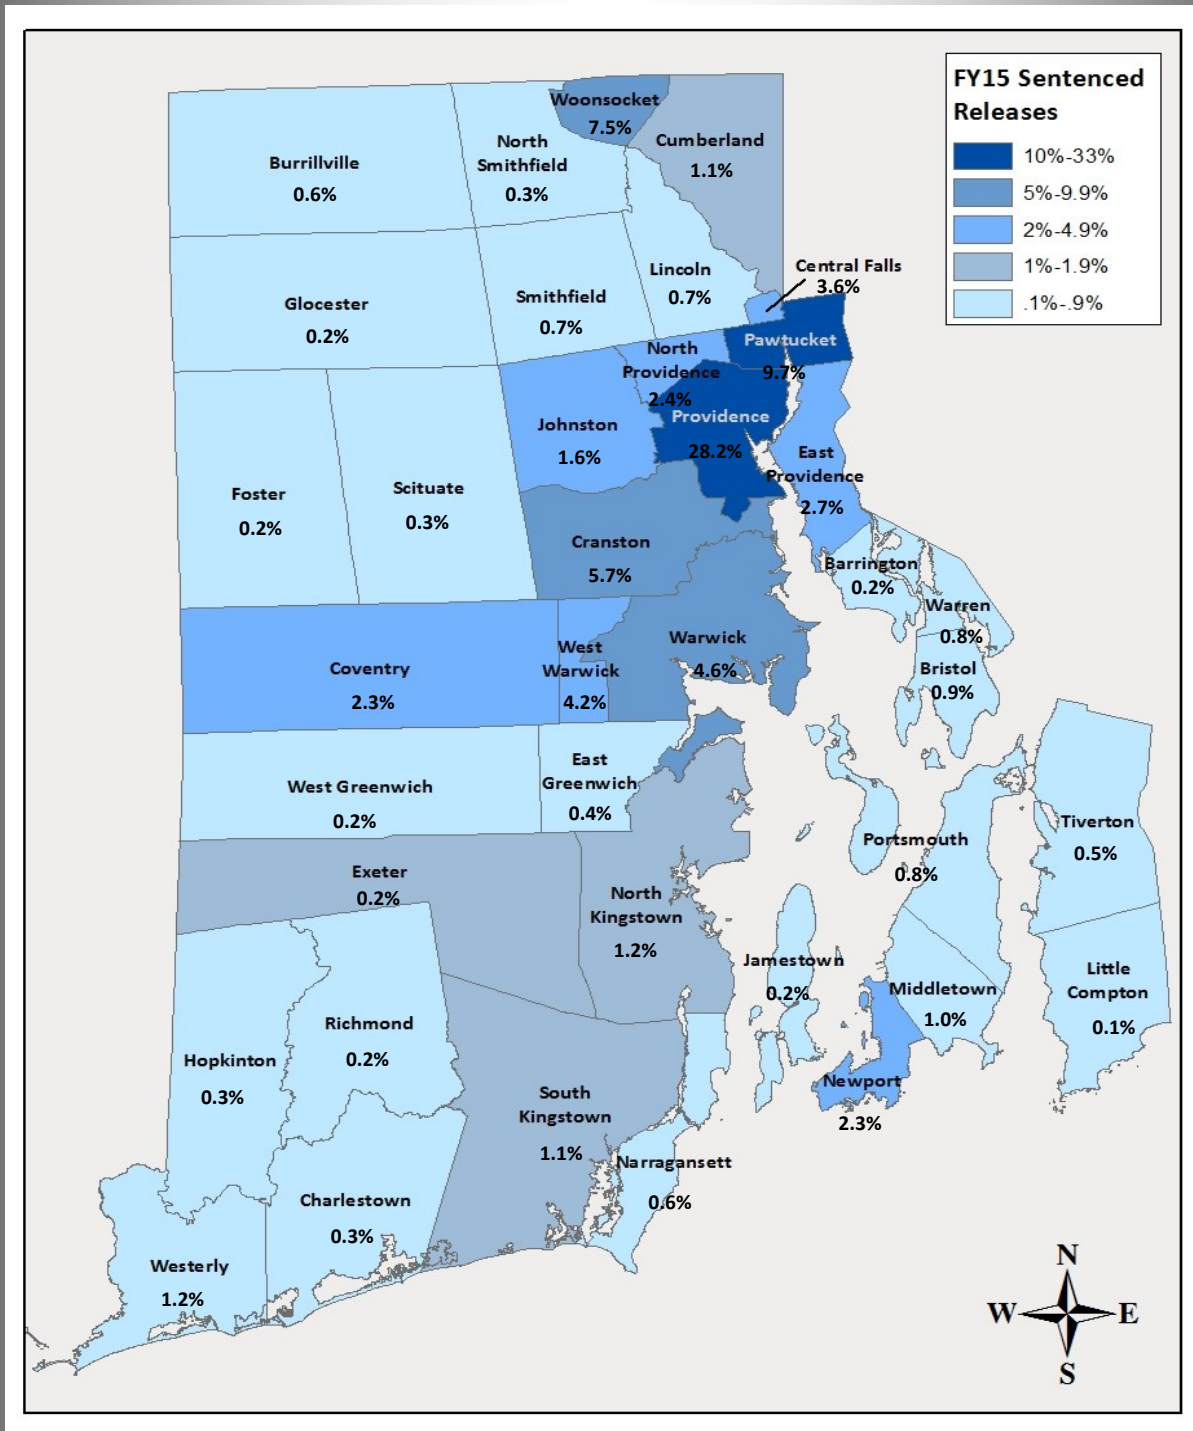 FY15 Sentenced
Releases
10%-33%
5%-9.9%
2%-4.9%
1%-1.9%
.1%-.9%
Woonsocket
7.5%
Cumberland
1.1%
North
Smithfield
0.3%
Burrillville
0.6%
Central Falls
3.6%
Lincoln
0.7%
Smithfield
0.7%
Glocester
0.2%
Pawtucket
9.7%
North
Providence
2.4%
Providence
28.2%
Johnston
1.6%
East
Providence
2.7%
Foster
0.2%
Scituate
0.3%
Cranston
5.7%
Barrington
0.2%
Warren
0.8%
Bristol
0.9%
Warwick
4.6%
West
Warwick
4.2%
Coventry
2.3%
West Greenwich
0.2%
East
Greenwich
0.4%
Portsmouth
0.8%
Tiverton
0.5%
Exeter
0.2%
North
Kingstown
1.2%
Jamestown
0.2%
Middletown
1.0%
Little
Compton
0.1%
Richmond
0.2%
Hopkinton
0.3%
Newport
2.3%
South
Kingstown
1.1%
Narragansett
0.6%
Charlestown
0.3%
Westerly
1.2%
N
W
E
S